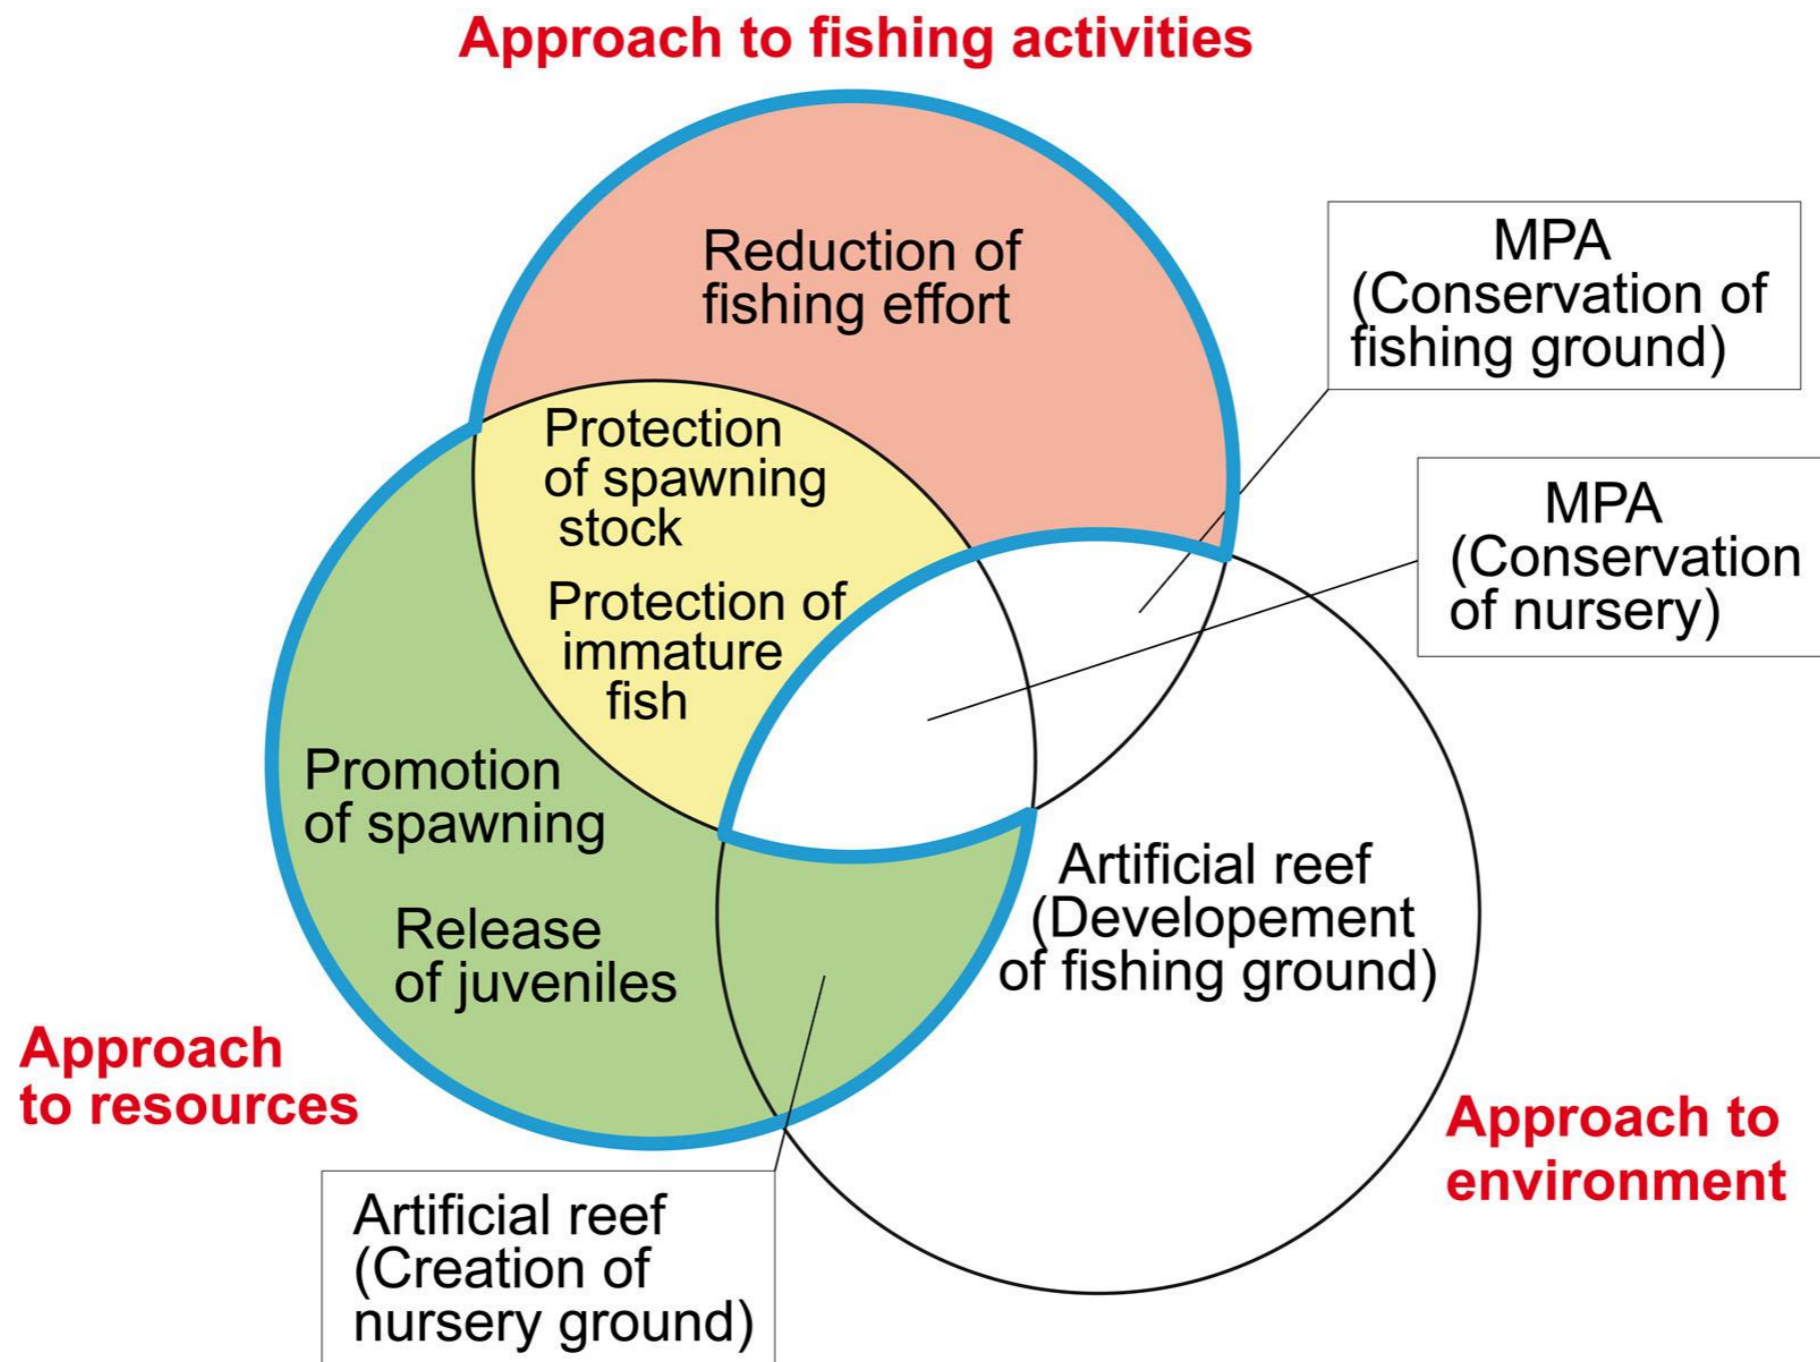 Approach to fishing activities
Reduction of
fishing effort
MPA
(Conservation of
fishing ground)
Protection
of spawning
stock
MPA
(Conservation
of nursery)
Protection of
immature
fish
Promotion
of spawning
Artificial reef
(Developement
of fishing ground)
Release
of juveniles
Approach
to resources
Approach to
environment
Artificial reef
(Creation of
nursery ground)